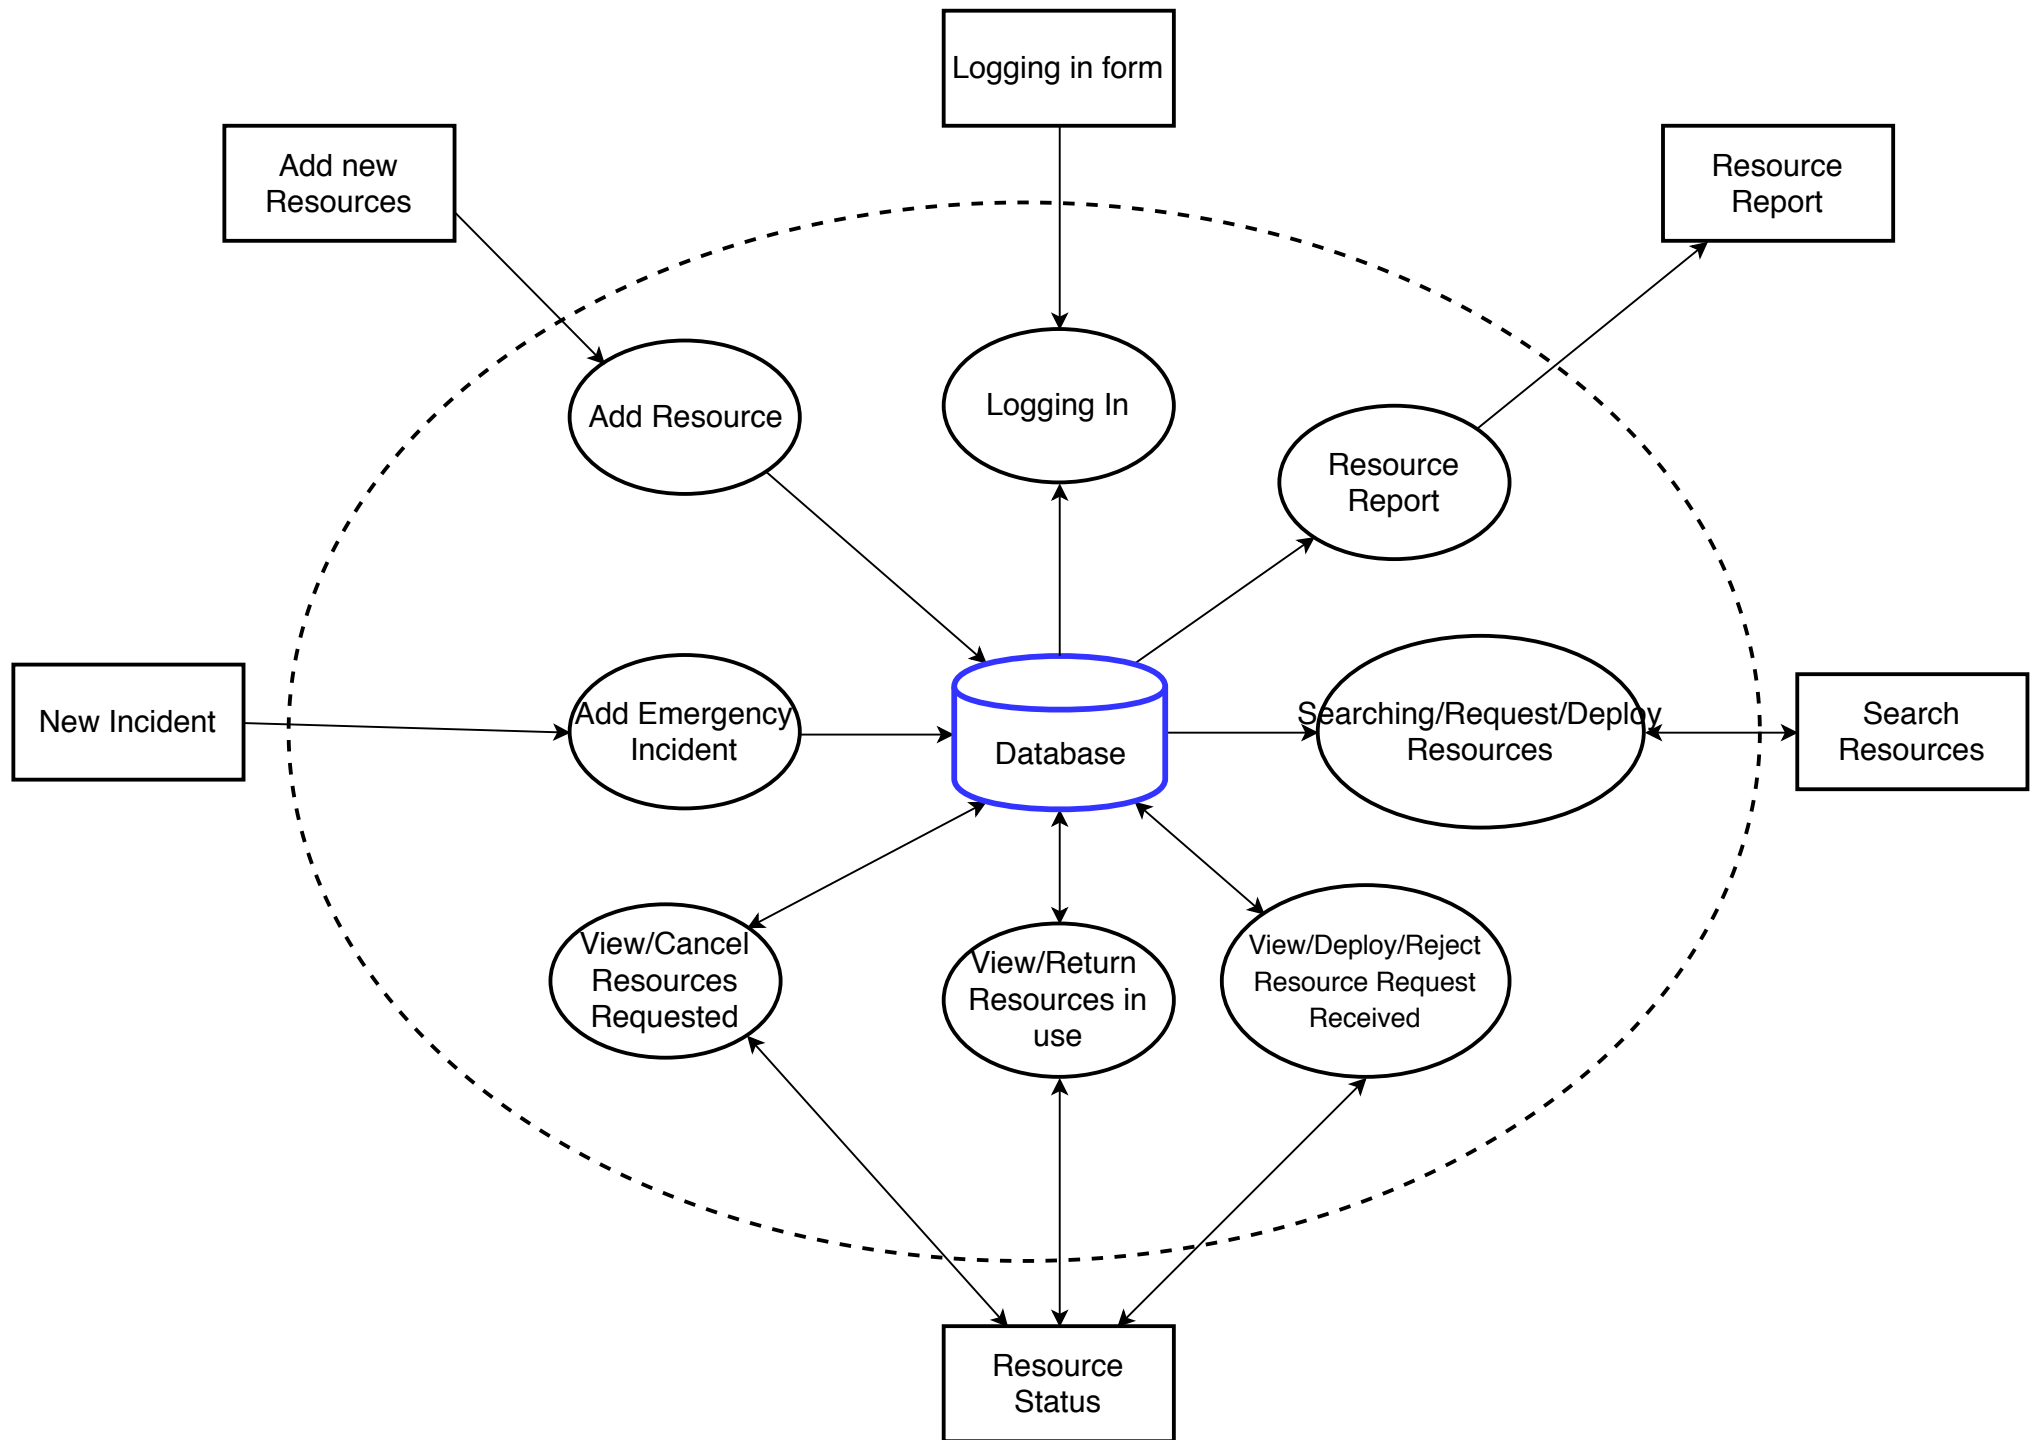 Logging in form
Add new
Resources
Resource
Report
Add Resource
Logging In
Resource
Report
New Incident
Add Emergency
Incident
Database
Searching/Request/Deploy
Resources
Search
Resources
View/Cancel
Resources
Requested
View/Return
Resources in
use
View/Deploy/Reject
Resource Request
Received
Resource
Status